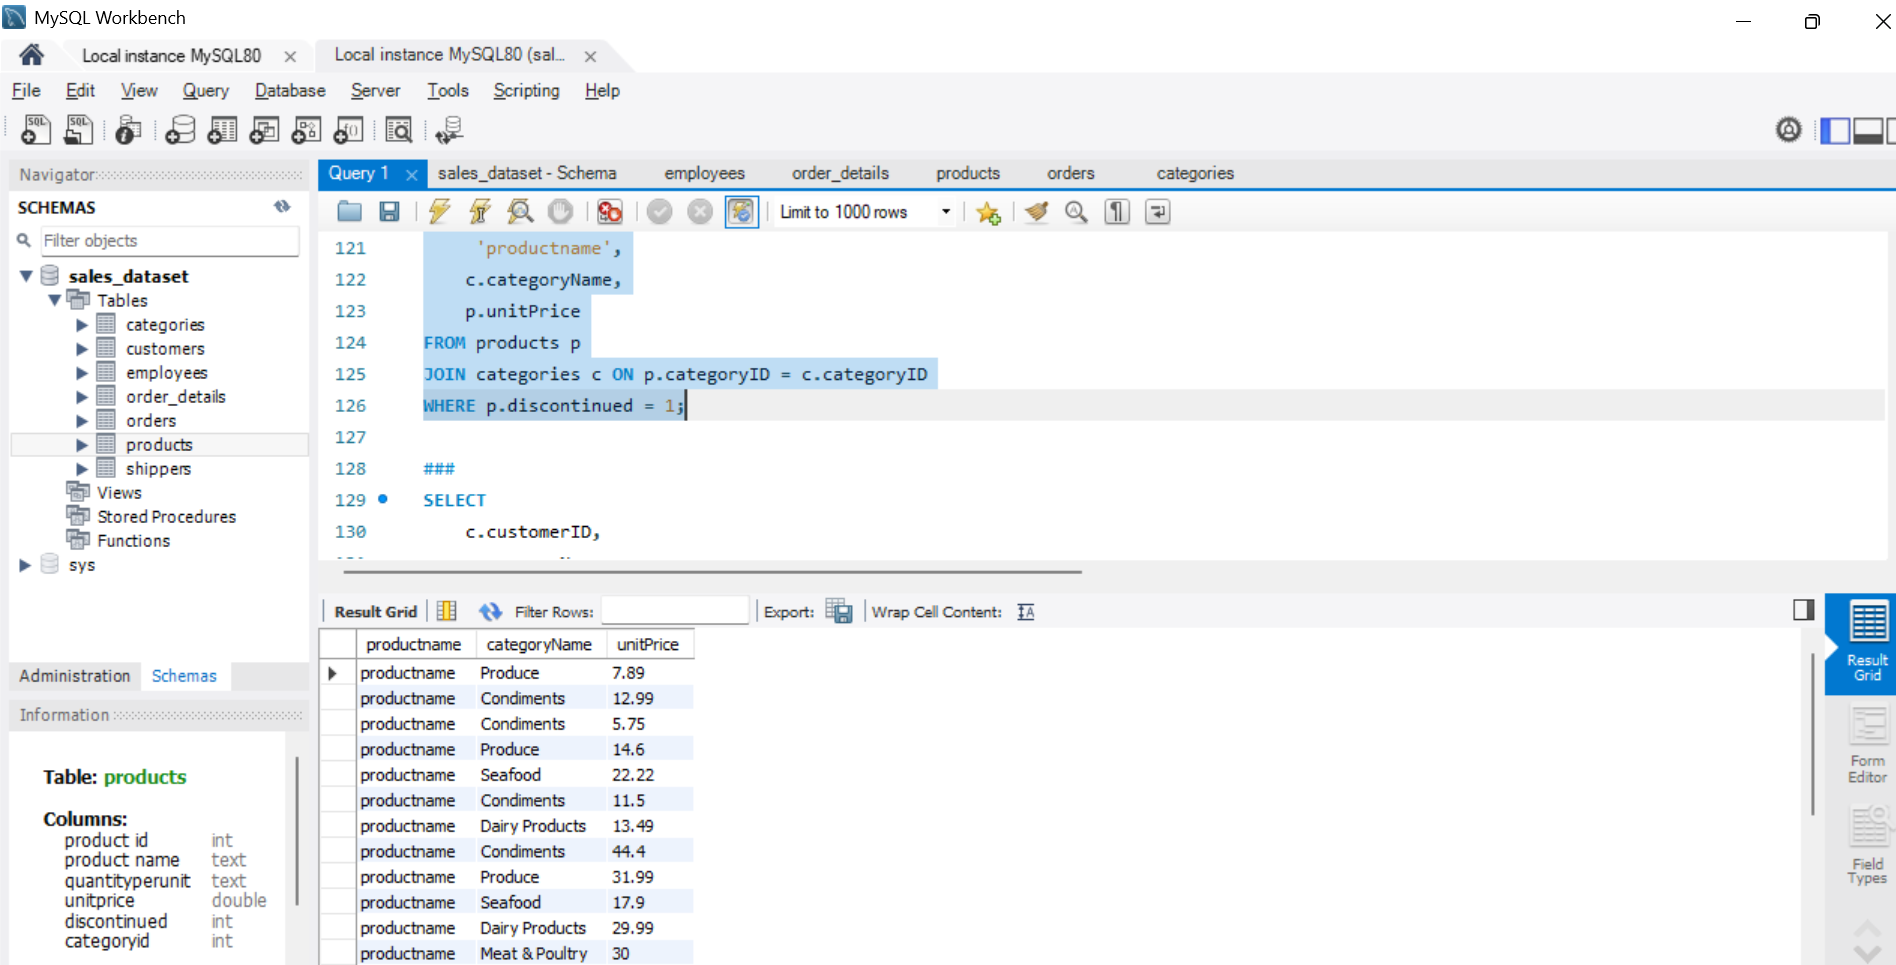 MySQL Workbench
Local instance MySQL80
Local instance MySQL80 (sal...
File Edit View Query Database Server Tools Scripting Help
Navigator
SCHEMAS
Filter objects
sales_dataset
Tables
categories
customers
employees
order_details
orders
products
shippers
Views
Stored Procedures
Functions
sys
Administration Schemas
Information
Table: products
Columns:
product id int
product name text
quantityperunit text
unitprice double
discontinued int
categoryid int
Query 1 sales_dataset - Schema employees order_details products orders categories
Limit to 1000 rows
121 'productname',
122 c.categoryName,
123 p.unitPrice
124 FROM products p
125 JOIN categories c ON p.categoryID = c.categoryID
126 WHERE p.discontinued = 1;
127
128 ###
129 SELECT
130 c.customerID,
Result Grid Filter Rows: Export: Wrap Cell Content:
productname categoryName unitPrice
productname Produce 7.89
productname Condiments 12.99
productname Condiments 5.75
productname Produce 14.6
productname Seafood 22.22
productname Condiments 11.5
productname Dairy Products 13.49
productname Condiments 44.4
productname Produce 31.99
productname Seafood 17.9
productname Dairy Products 29.99
productname Meat & Poultry 30
Result
Grid
Form
Editor
Field
Types